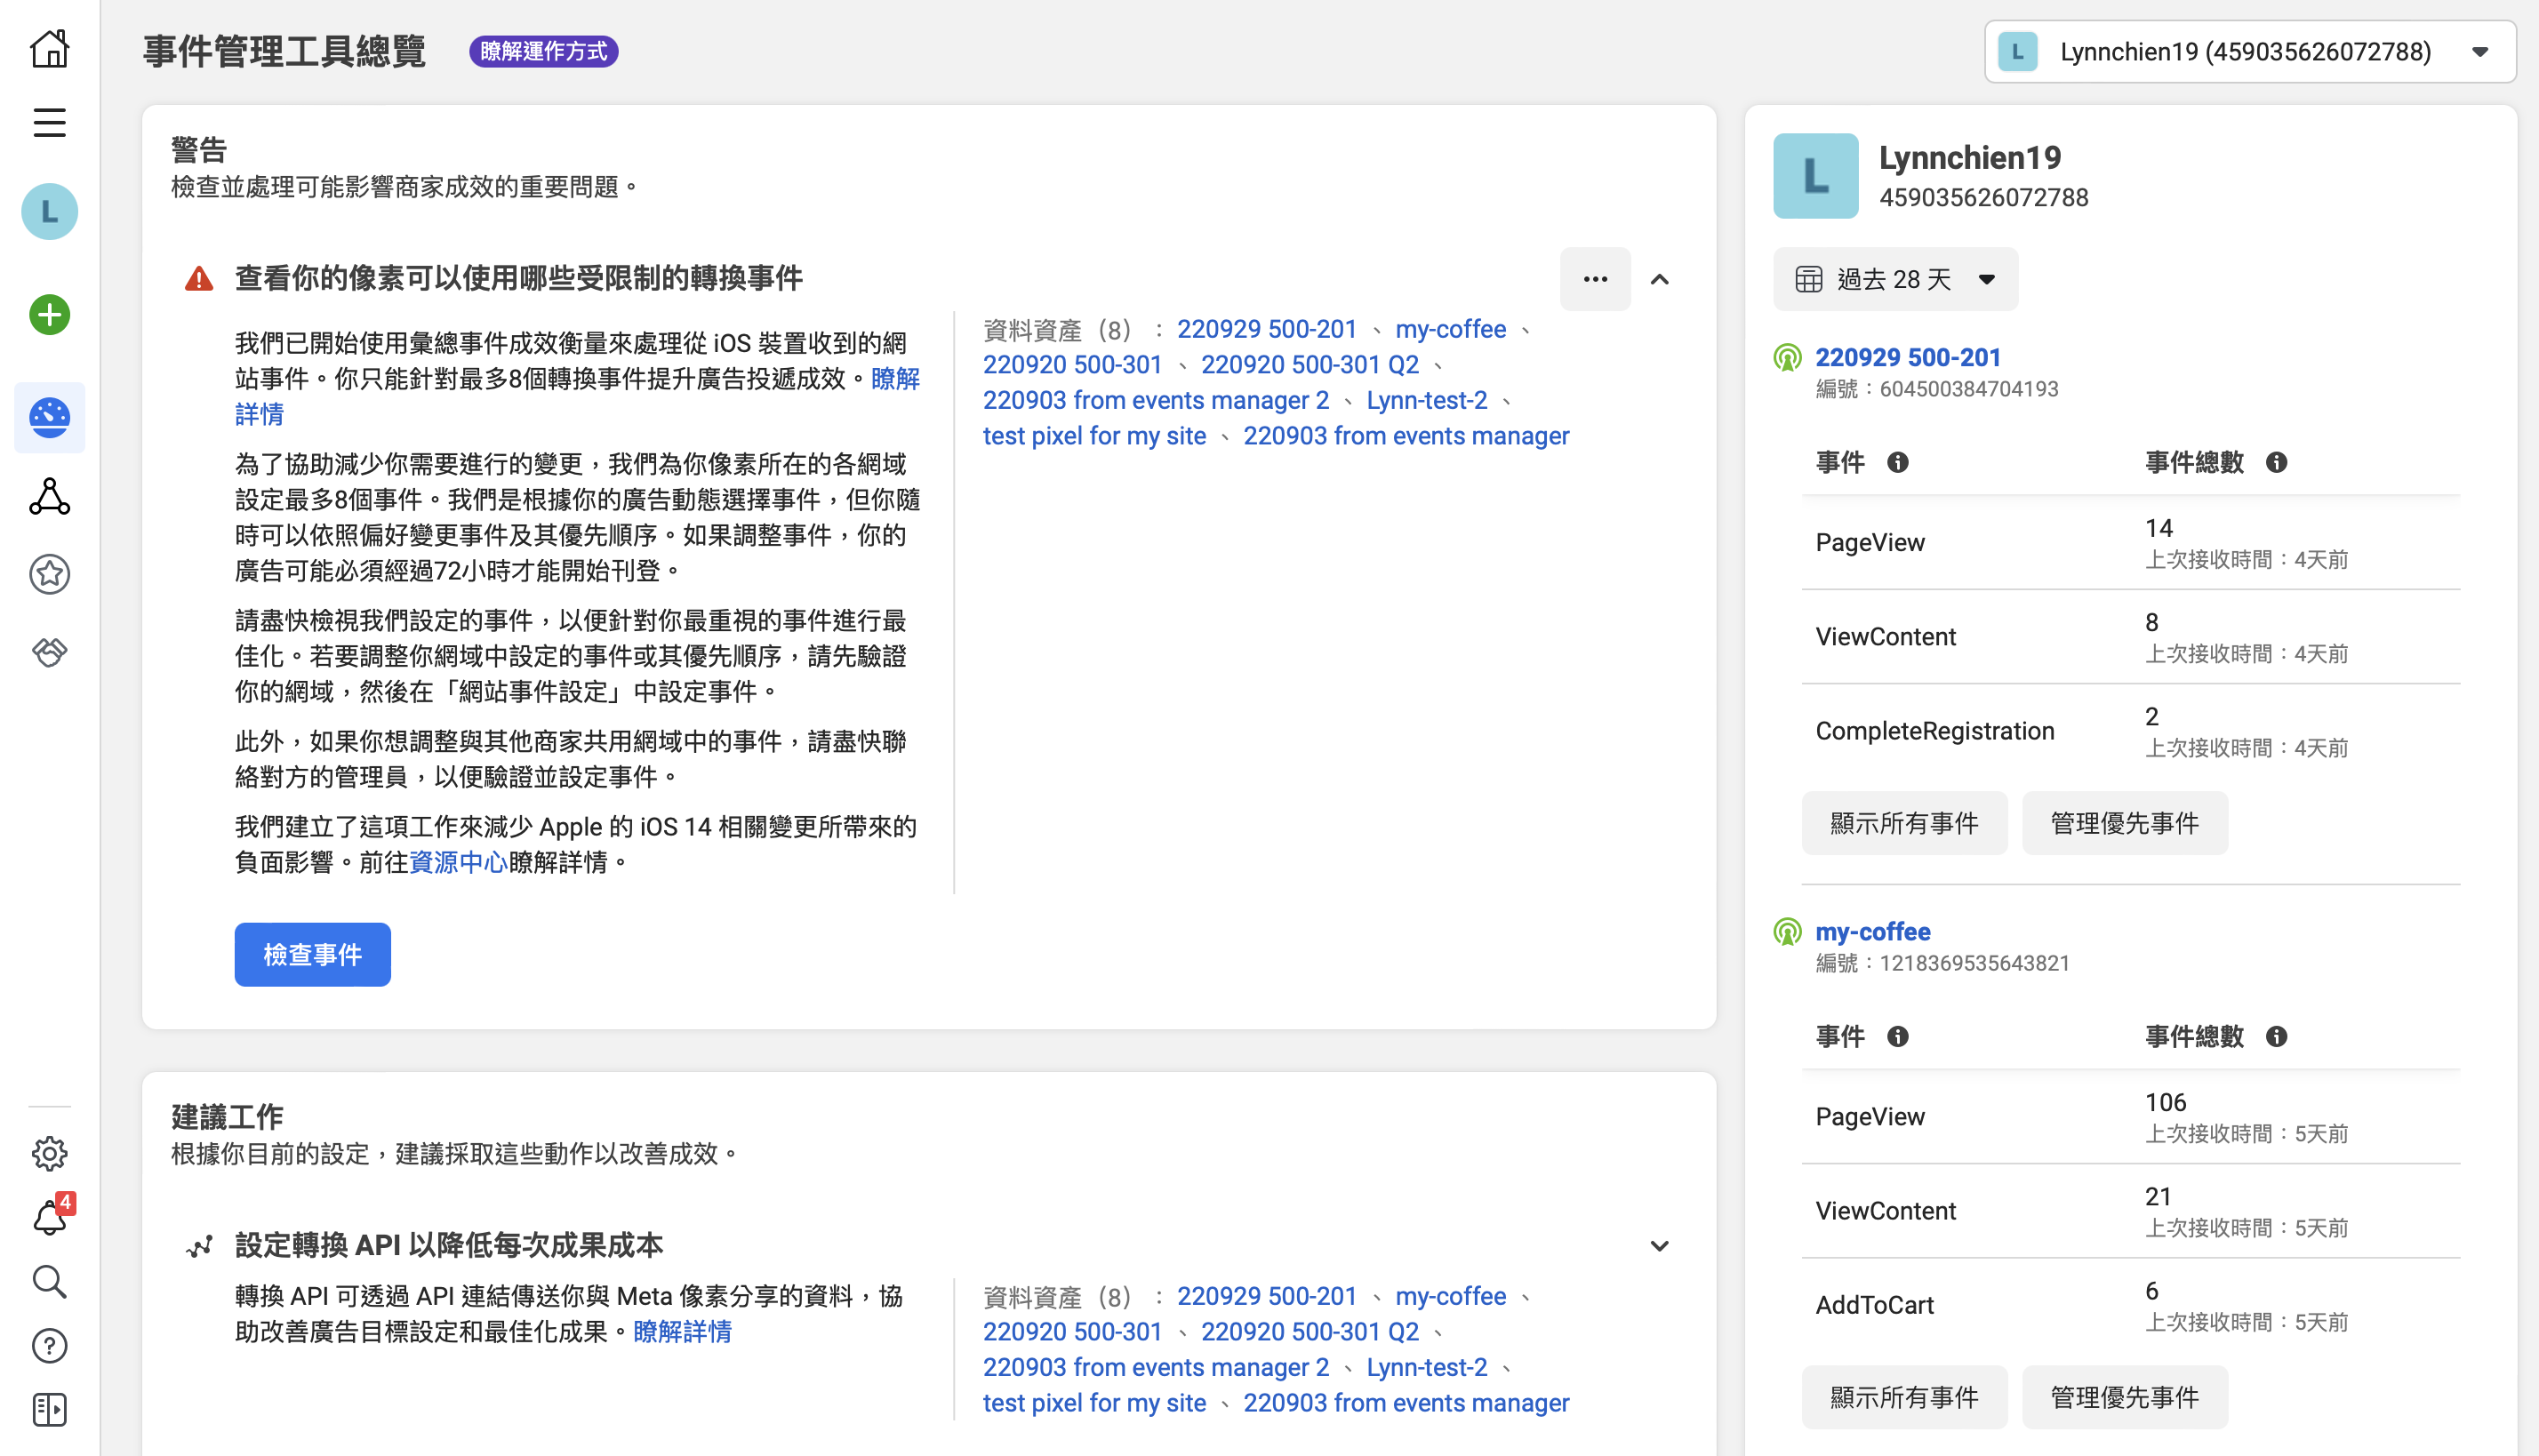 事件管理工具總覽
瞭解運作方式
L
Lynnchien19 (459035626072788)
L
警告
檢查並處理可能影響商家成效的重要問題。
查看你的像素可以使用哪些受限制的轉換事件
我們已開始使用彙總事件成效衡量來處理從 iOS 裝置收到的網
站事件。你只能針對最多8個轉換事件提升廣告投遞成效。瞭解
詳情
為了協助減少你需要進行的變更，我們為你像素所在的各網域
設定最多8個事件。我們是根據你的廣告動態選擇事件，但你隨
時可以依照偏好變更事件及其優先順序。如果調整事件，你的
廣告可能必須經過72小時才能開始刊登。
請盡快檢視我們設定的事件，以便針對你最重視的事件進行最
佳化。若要調整你網域中設定的事件或其優先順序，請先驗證
你的網域，然後在「網站事件設定」中設定事件。
此外，如果你想調整與其他商家共用網域中的事件，請盡快聯
絡對方的管理員，以便驗證並設定事件。
我們建立了這項工作來減少 Apple 的 iOS 14 相關變更所帶來的
負面影響。前往資源中心瞭解詳情。
檢查事件
資料資產（8）：220929 500-201、my-coffee、
220920 500-301、220920 500-301 Q2、
220903 from events manager 2、Lynn-test-2、
test pixel for my site、220903 from events manager
建議工作
根據你目前的設定，建議採取這些動作以改善成效。
設定轉換 API 以降低每次成果成本
轉換 API 可透過 API 連結傳送你與 Meta 像素分享的資料，協
助改善廣告目標設定和最佳化成果。瞭解詳情
資料資產（8）：220929 500-201、my-coffee、
220920 500-301、220920 500-301 Q2、
220903 from events manager 2、Lynn-test-2、
test pixel for my site、220903 from events manager
4
L
Lynnchien19
459035626072788
過去 28 天
220929 500-201
編號：604500384704193
事件 事件總數
PageView 14
上次接收時間：4天前
ViewContent 8
上次接收時間：4天前
CompleteRegistration 2
上次接收時間：4天前
顯示所有事件 管理優先事件
my-coffee
編號：1218369535643821
事件 事件總數
PageView 106
上次接收時間：5天前
ViewContent 21
上次接收時間：5天前
AddToCart 6
上次接收時間：5天前
顯示所有事件 管理優先事件